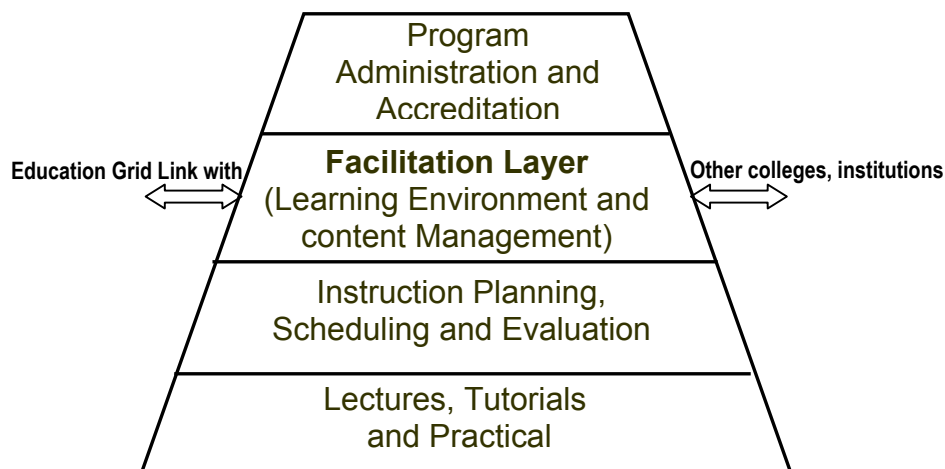 Program
Administration and
Accreditation
Education Grid Link with
Facilitation Layer
(Learning Environment and
content Management)
Other colleges, institutions
Instruction Planning,
Scheduling and Evaluation
Lectures, Tutorials
and Practical